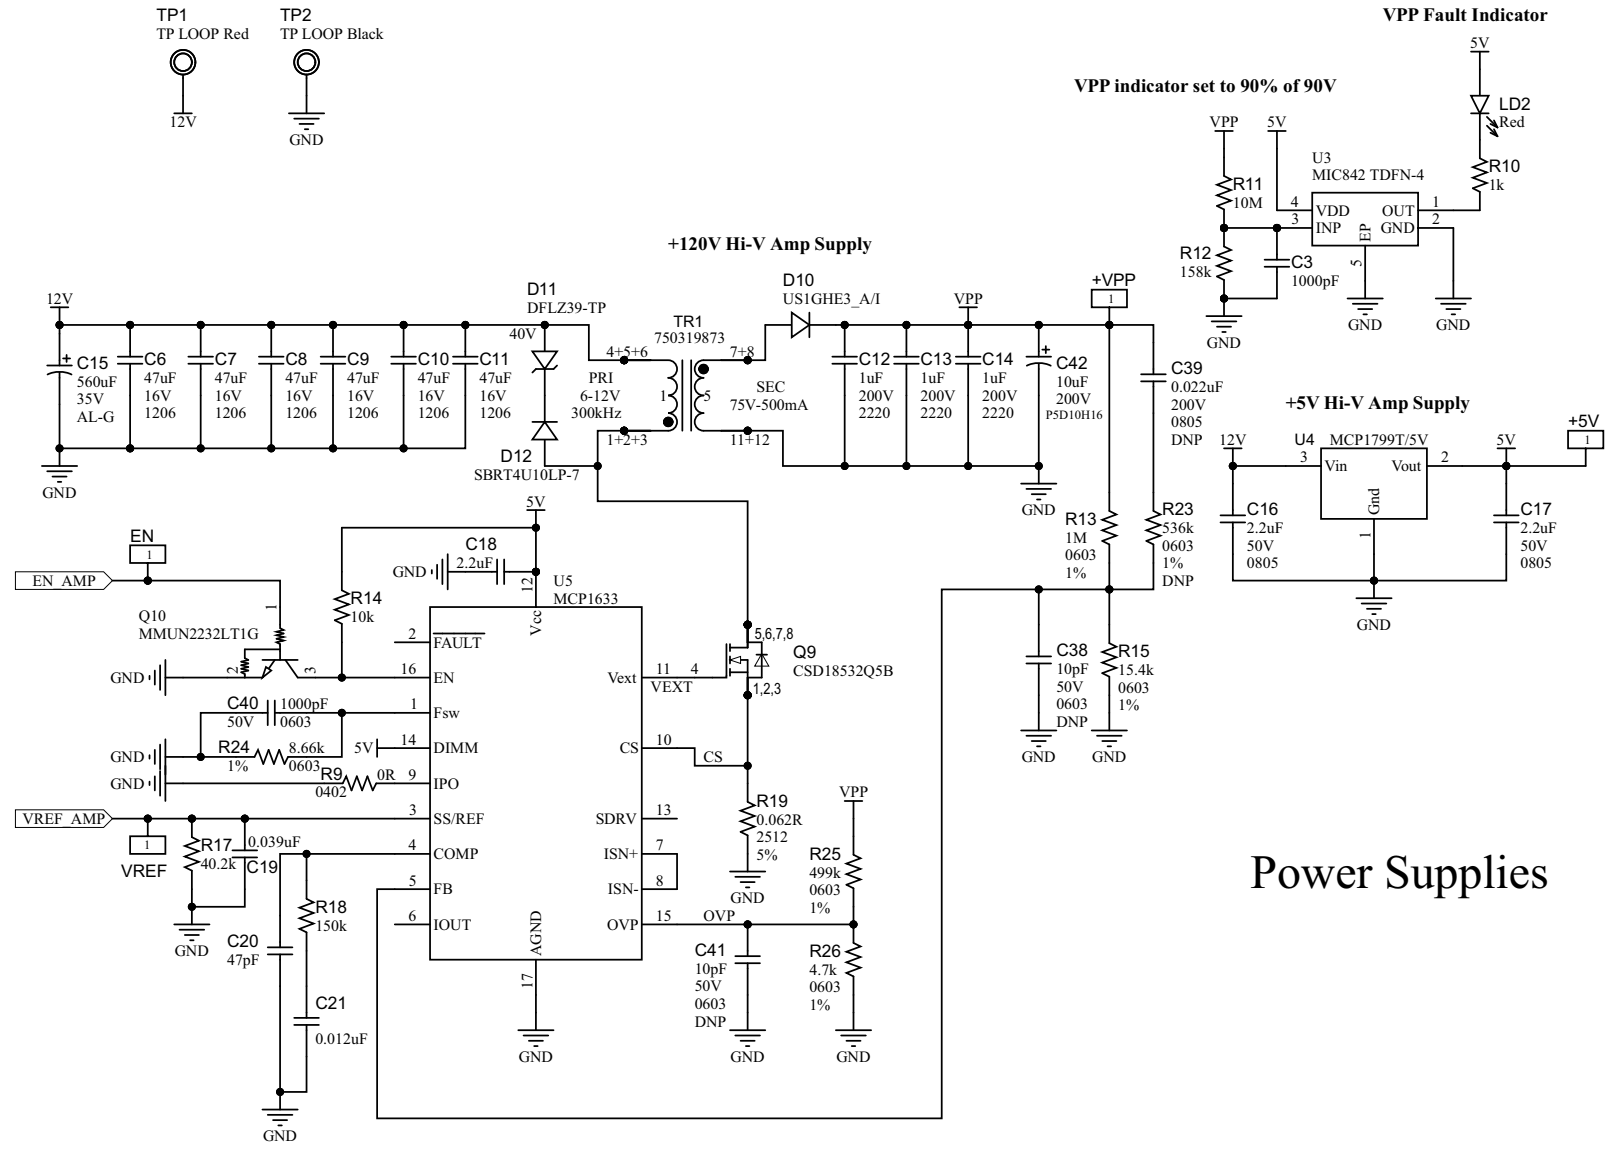 TP1
TP LOOP Red
12V
TP2
TP LOOP Black
GND
VPP Fault Indicator
5V
LD2
Red
R10
1k
VPP indicator set to 90% of 90V
VPP
5V
U3
MIC842 TDFN-4
R11
10M
4
VDD
OUT
1
3
INP
GND
2
EP
5
R12
158k
C3
1000pF
GND
GND
GND
+120V Hi-V Amp Supply
12V
C15
560uF
35V
AL-G
C6
47uF
16V
1206
C7
47uF
16V
1206
C8
47uF
16V
1206
C9
47uF
16V
1206
C10
47uF
16V
1206
C11
47uF
16V
1206
GND
D11
DFLZ39-TP
40V
D12
SBRT4U10LP-7
TR1
750319873
4+5+6
7+8
PRI
6-12V
300kHz
1
5
SEC
75V-500mA
1+2+3
11+12
D10
US1GHE3_A/I
VPP
C12
1uF
200V
2220
C13
1uF
200V
2220
C14
1uF
200V
2220
C42
10uF
200V
P5D10H16
GND
+VPP
1
C39
0.022uF
200V
0805
DNP
R13
1M
0603
1%
R23
536k
0603
1%
DNP
C38
10pF
50V
0603
DNP
R15
15.4k
0603
1%
GND
GND
+5V Hi-V Amp Supply
12V
U4
MCP1799T/5V
3
Vin
Vout
2
Gnd
1
5V
+5V
1
C16
2.2uF
50V
0805
C17
2.2uF
50V
0805
GND
EN
1
EN_AMP
Q10
MMUN2232LT1G
1
2
3
GND
R14
10k
5V
C18
2.2uF
GND
12
U5
MCP1633
Vcc
2
FAULT
16
EN
1
Fsw
14
DIMM
5V
9
IPO
3
SS/REF
4
COMP
5
FB
6
IOUT
AGND
17
GND
Vext
11
VEXT
4
CS
10
CS
SDRV
13
ISN+
7
ISN-
8
OVP
15
OVP
C40
50V
1000pF
0603
GND
R24
1%
8.66k
0603
GND
R9
0402
0R
VREF_AMP
1
VREF
R17
40.2k
0.039uF
C19
GND
R18
150k
C20
47pF
C21
0.012uF
GND
5,6,7,8
Q9
CSD18532Q5B
1,2,3
R19
0.062R
2512
5%
GND
VPP
R25
499k
0603
1%
R26
4.7k
0603
1%
C41
10pF
50V
0603
DNP
GND
GND
Power Supplies